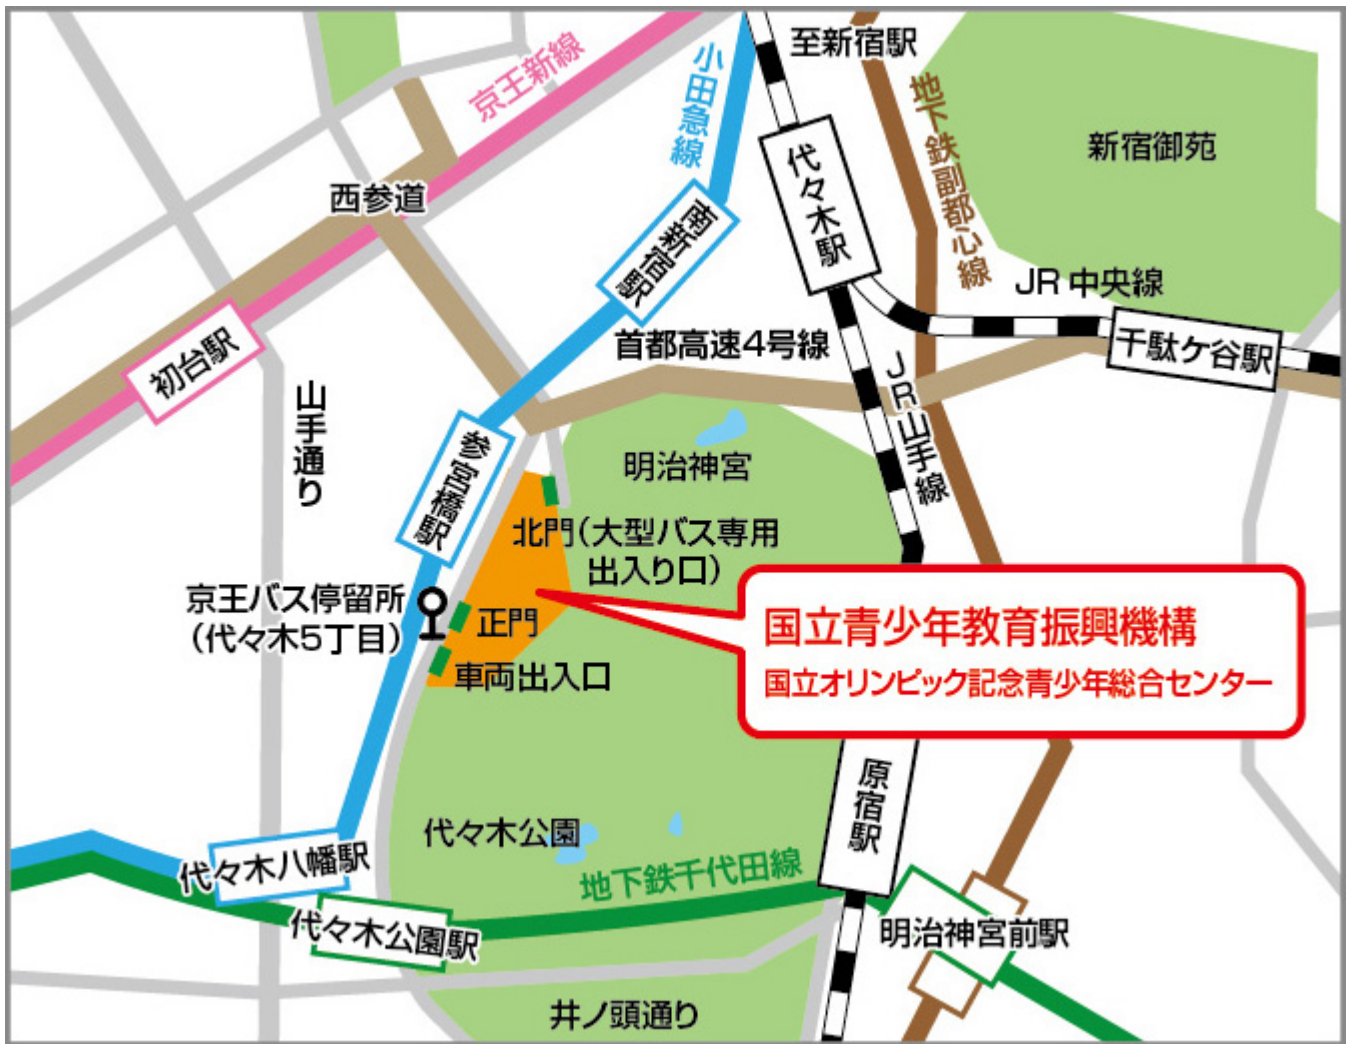 至新宿駅
京王新線
小田急線
地下鉄副都心線
新宿御苑
代々木駅
西参道
南新宿駅
JR 中央線
千駄ケ谷駅
首都高速4号線
初台駅
山手通り
JR山手線
参宮橋駅
明治神宮
北門(大型バス専用
出入り口)
京王バス停留所
(代々木5丁目)
正門
車両出入口
国立青少年教育振興機構
国立オリンピック記念青少年総合センター
原宿駅
代々木公園
地下鉄千代田線
代々木八幡駅
代々木公園駅
明治神宮前駅
井ノ頭通り